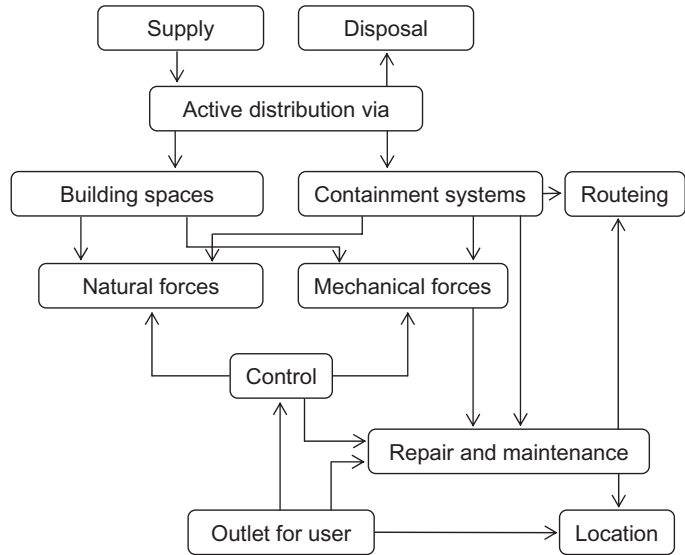 Supply
Disposal
Active distribution via
Building spaces
Containment systems
Routeing
Natural forces
Mechanical forces
Control
Repair and maintenance
Outlet for user
Location